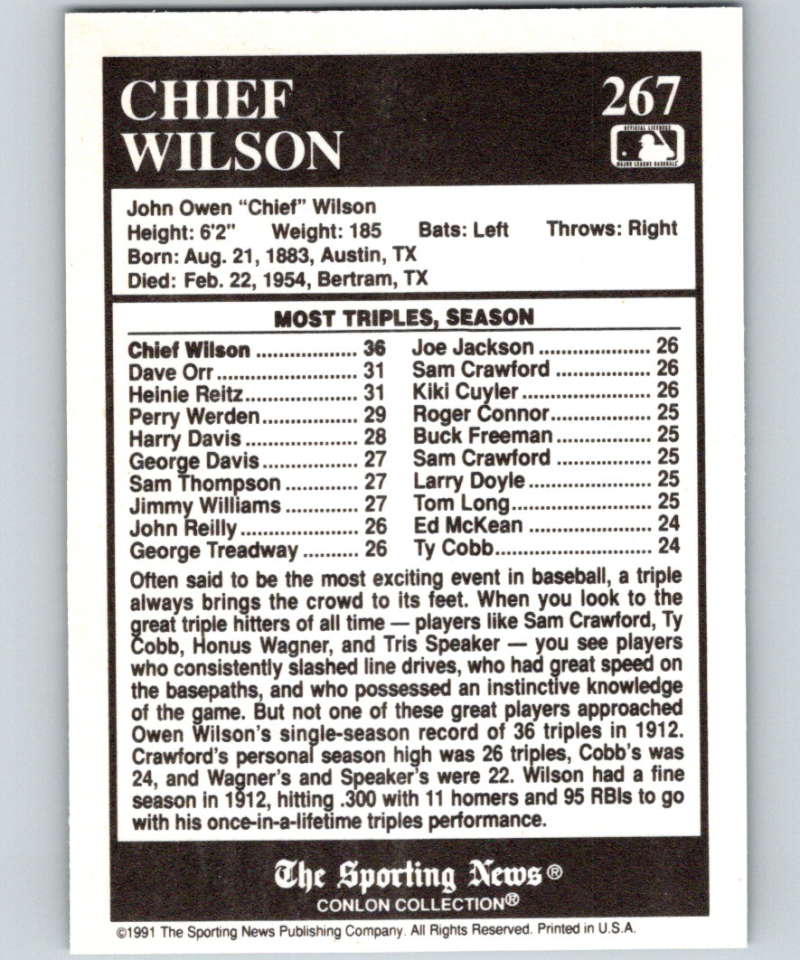 CHIEF
WILSON
267
OFFICIAL LICENSEE
MAJOR LEAGUE BASEBALL
John Owen “Chief” Wilson
Height: 6'2" Weight: 185 Bats: Left Throws: Right
Born: Aug. 21, 1883, Austin, TX
Died: Feb. 22, 1954, Bertram, TX
MOST TRIPLES, SEASON
Chief Wilson ................... 36
Dave Orr.......................... 31
Heinie Reitz..................... 31
Perry Werden.................. 29
Harry Davis ..................... 28
George Davis.................. 27
Sam Thompson ............. 27
Jimmy Williams .............. 27
John Reilly...................... 26
George Treadway .......... 26
Joe Jackson .................... 26
Sam Crawford ................. 26
Kiki Cuyler....................... 26
Roger Connor.................. 25
Buck Freeman................. 25
Sam Crawford ................. 25
Larry Doyle...................... 25
Tom Long......................... 25
Ed McKean ...................... 24
Ty Cobb............................ 24
Often said to be the most exciting event in baseball, a triple
always brings the crowd to its feet. When you look to the
great triple hitters of all time — players like Sam Crawford, Ty
Cobb, Honus Wagner, and Tris Speaker — you see players
who consistently slashed line drives, who had great speed on
the basepaths, and who possessed an instinctive knowledge
of the game. But not one of these great players approached
Owen Wilson's single-season record of 36 triples in 1912.
Crawford's personal season high was 26 triples, Cobb's was
24, and Wagner's and Speaker's were 22. Wilson had a fine
season in 1912, hitting .300 with 11 homers and 95 RBIs to go
with his once-in-a-lifetime triples performance.
The Sporting News®
CONLON COLLECTION®
©1991 The Sporting News Publishing Company. All Rights Reserved. Printed in U.S.A.